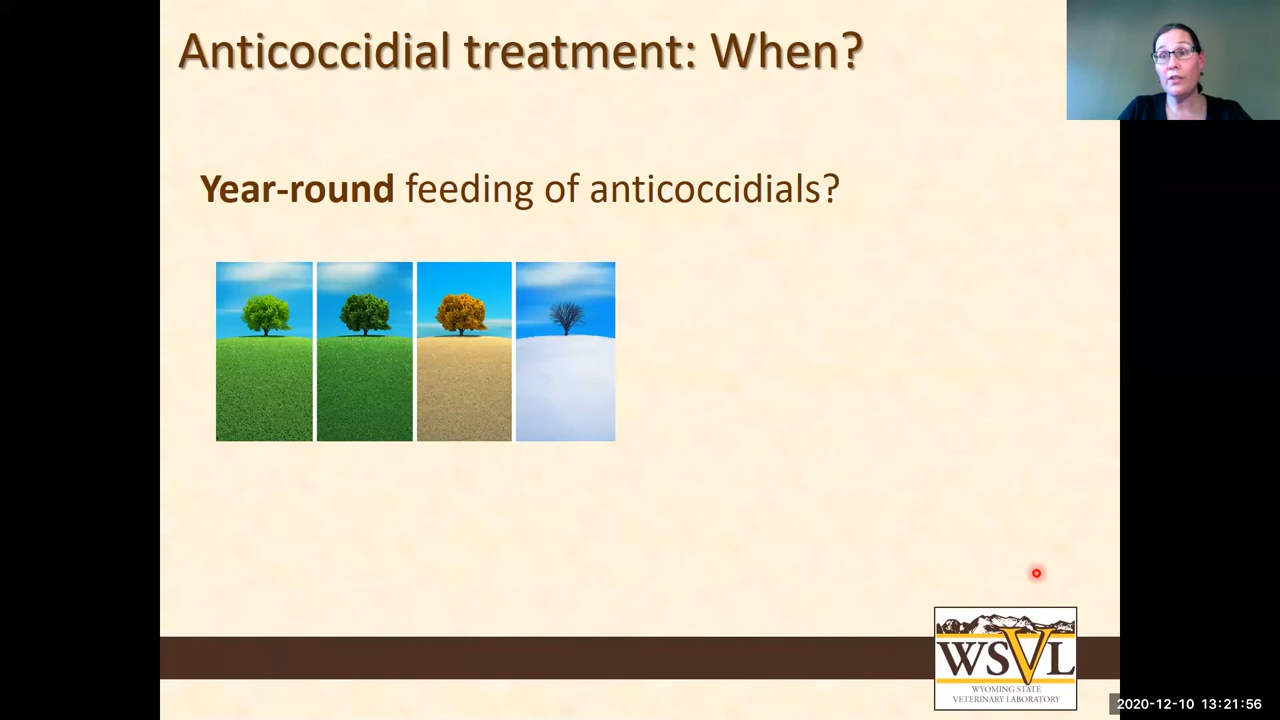 Anticoccidial treatment: When?
Year-round feeding of anticoccidials?
WSVL
WYOMING STATE
VETERINARY LABORATORY
2020-12-10 13:21:56